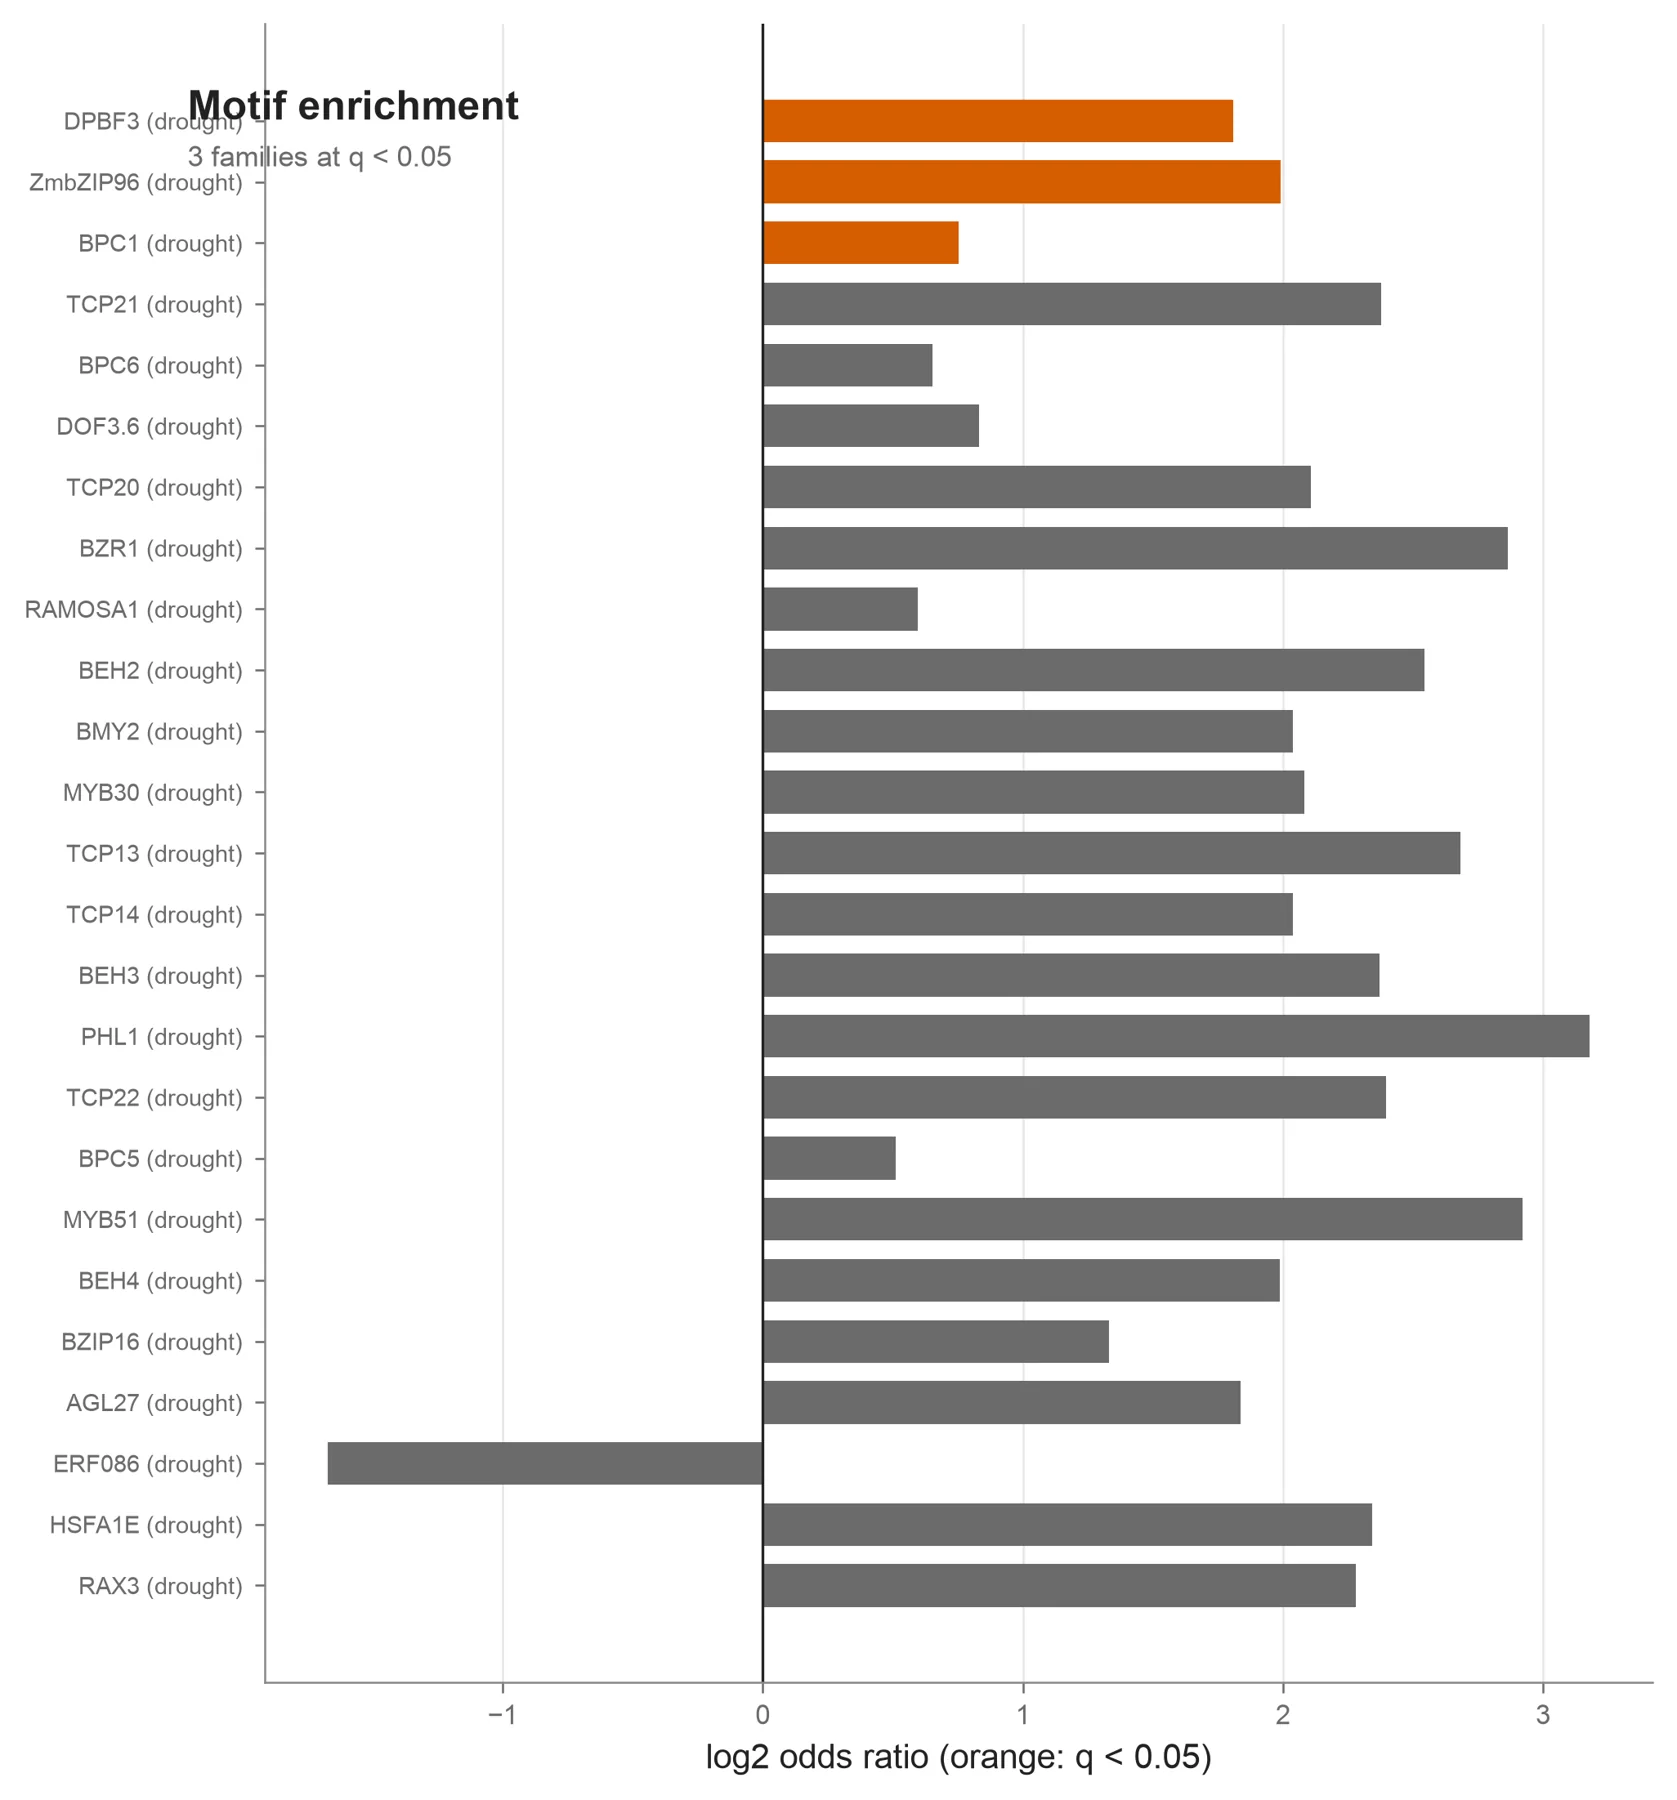 Motif enrichment
3 families at q < 0.05
DPBF3 (drought)
ZmbZIP96 (drought)
BPC1 (drought)
TCP21 (drought)
BPC6 (drought)
DOF3.6 (drought)
TCP20 (drought)
BZR1 (drought)
RAMOSA1 (drought)
BEH2 (drought)
BMY2 (drought)
MYB30 (drought)
TCP13 (drought)
TCP14 (drought)
BEH3 (drought)
PHL1 (drought)
TCP22 (drought)
BPC5 (drought)
MYB51 (drought)
BEH4 (drought)
BZIP16 (drought)
AGL27 (drought)
ERF086 (drought)
HSFA1E (drought)
RAX3 (drought)
−1 0 1 2 3
log2 odds ratio (orange: q < 0.05)